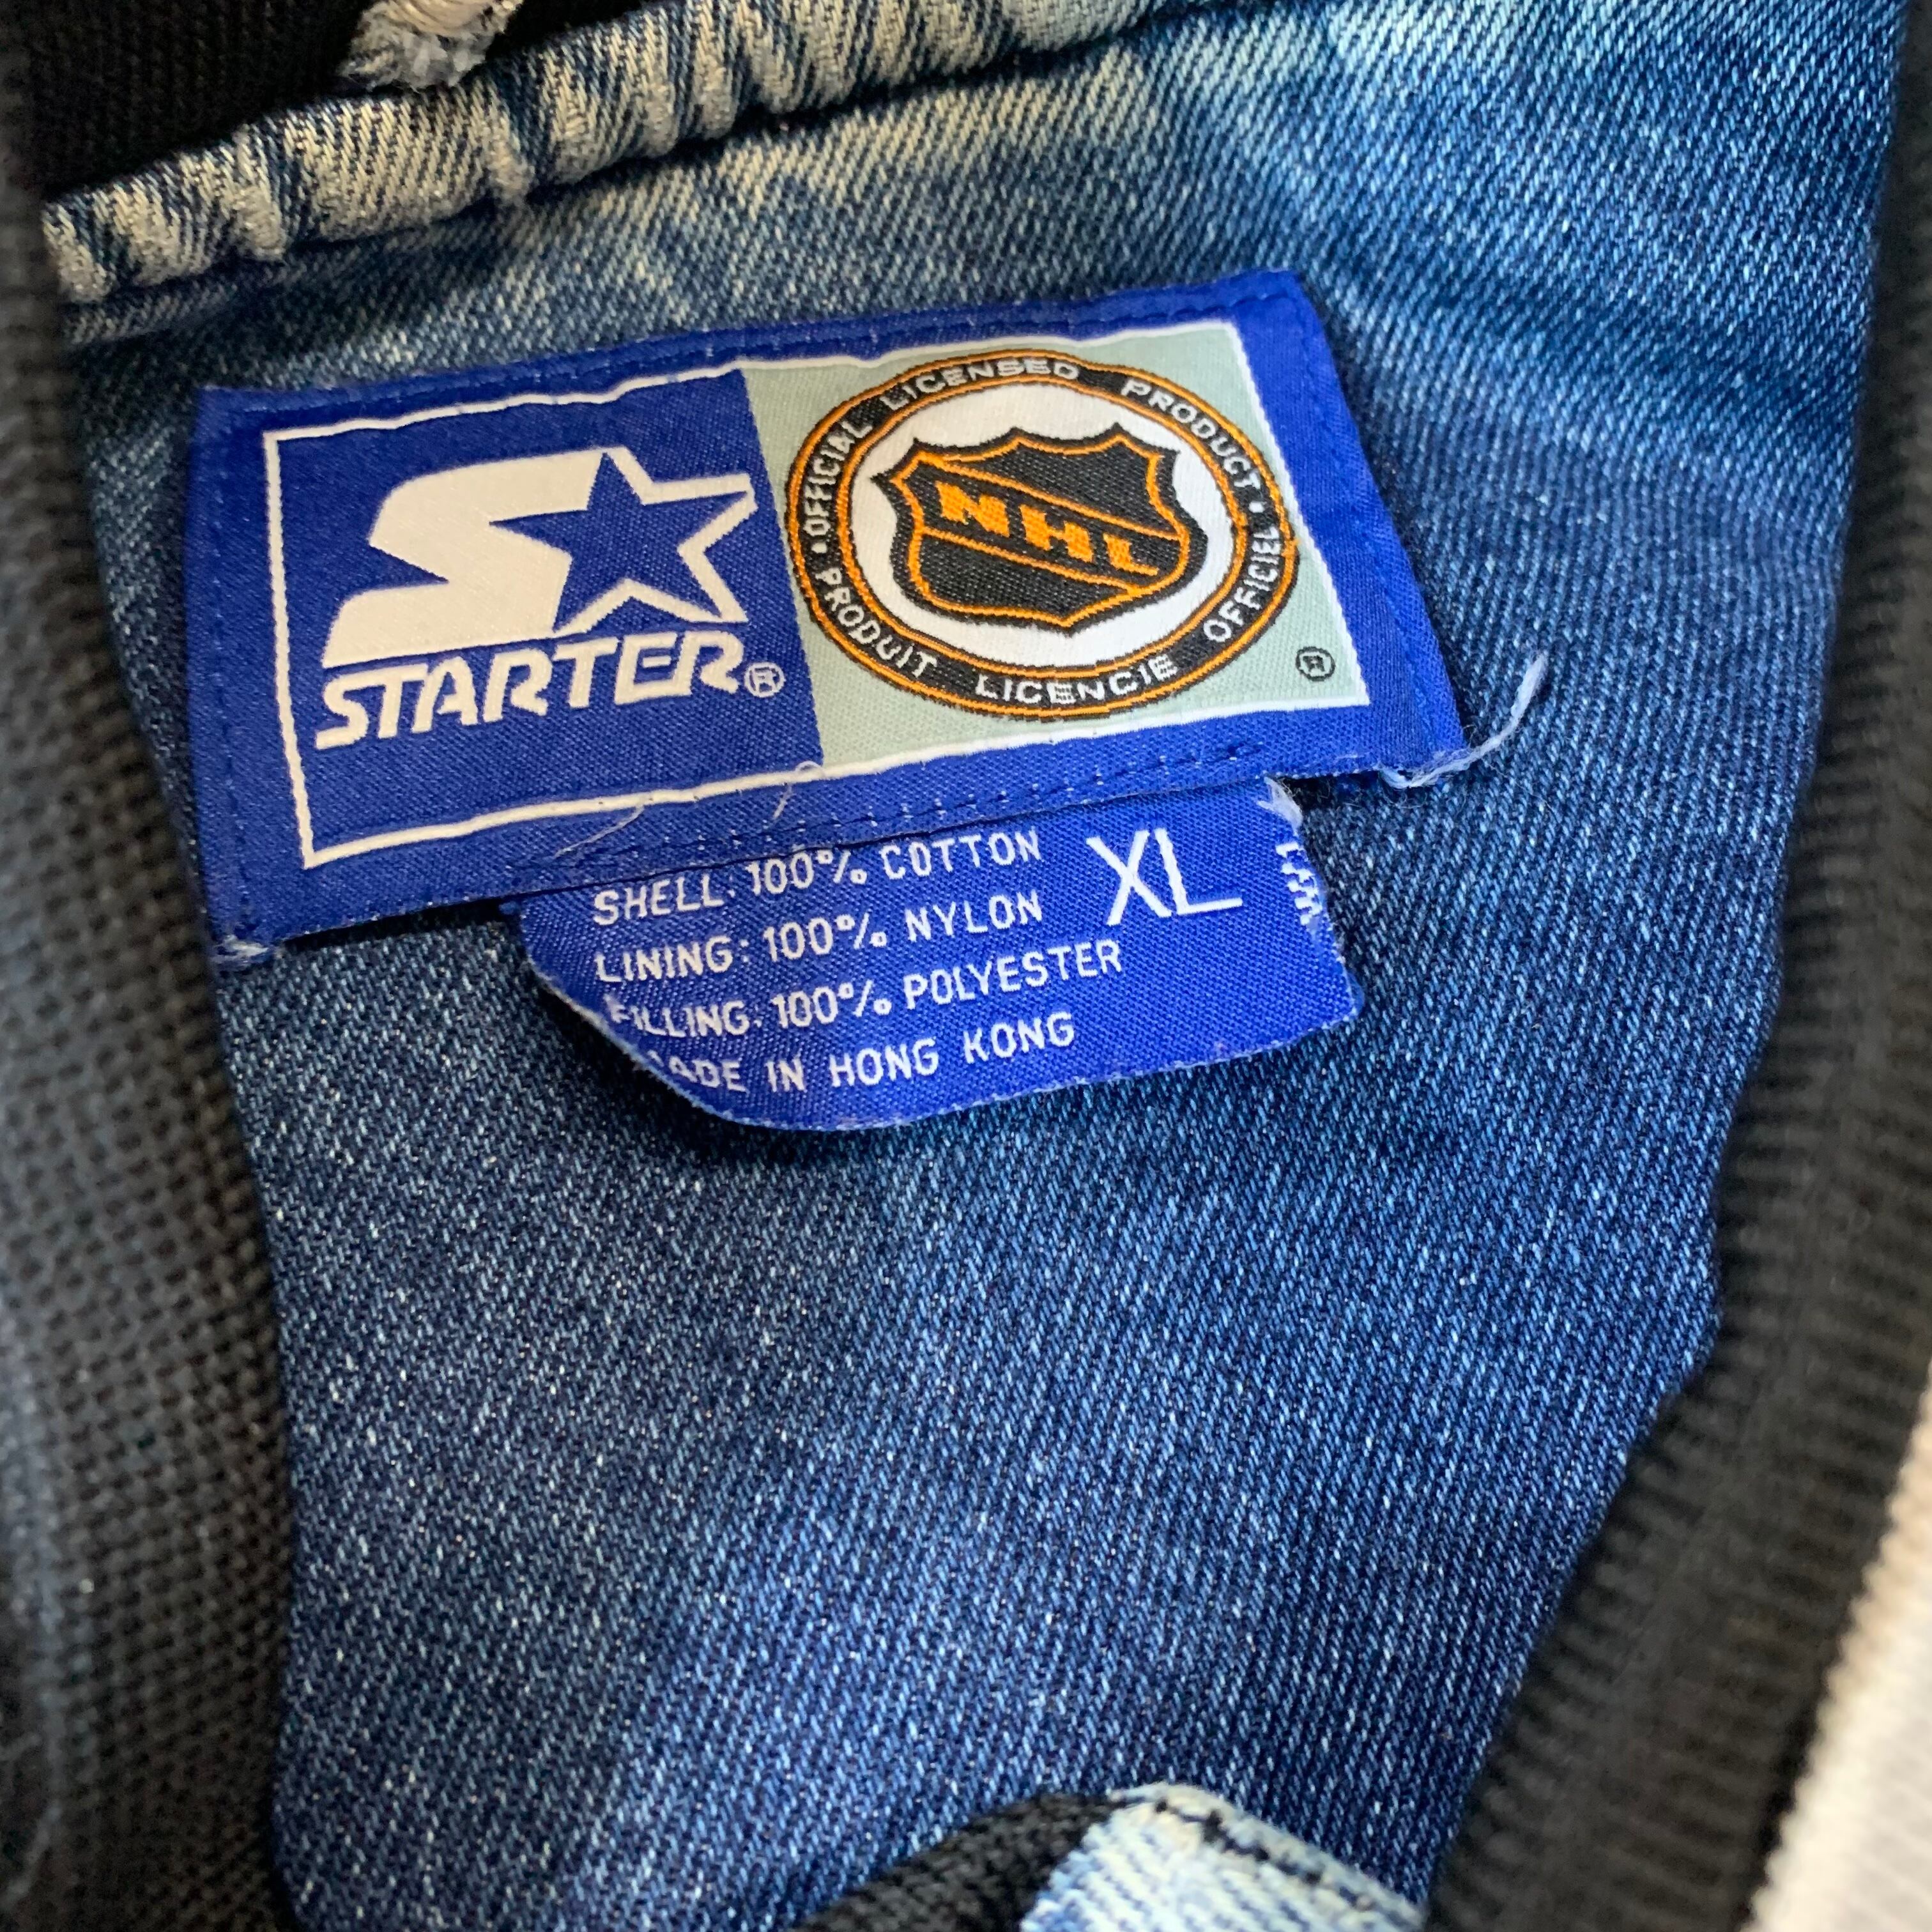 STARTER®
• OFFICIAL LICENSED PRODUCT •
NHL
PRODUIT LICENCIE OFFICIEL
®
SHELL: 100% COTTON
XL
LINING: 100% NYLON
FILLING: 100% POLYESTER
MADE IN HONG KONG